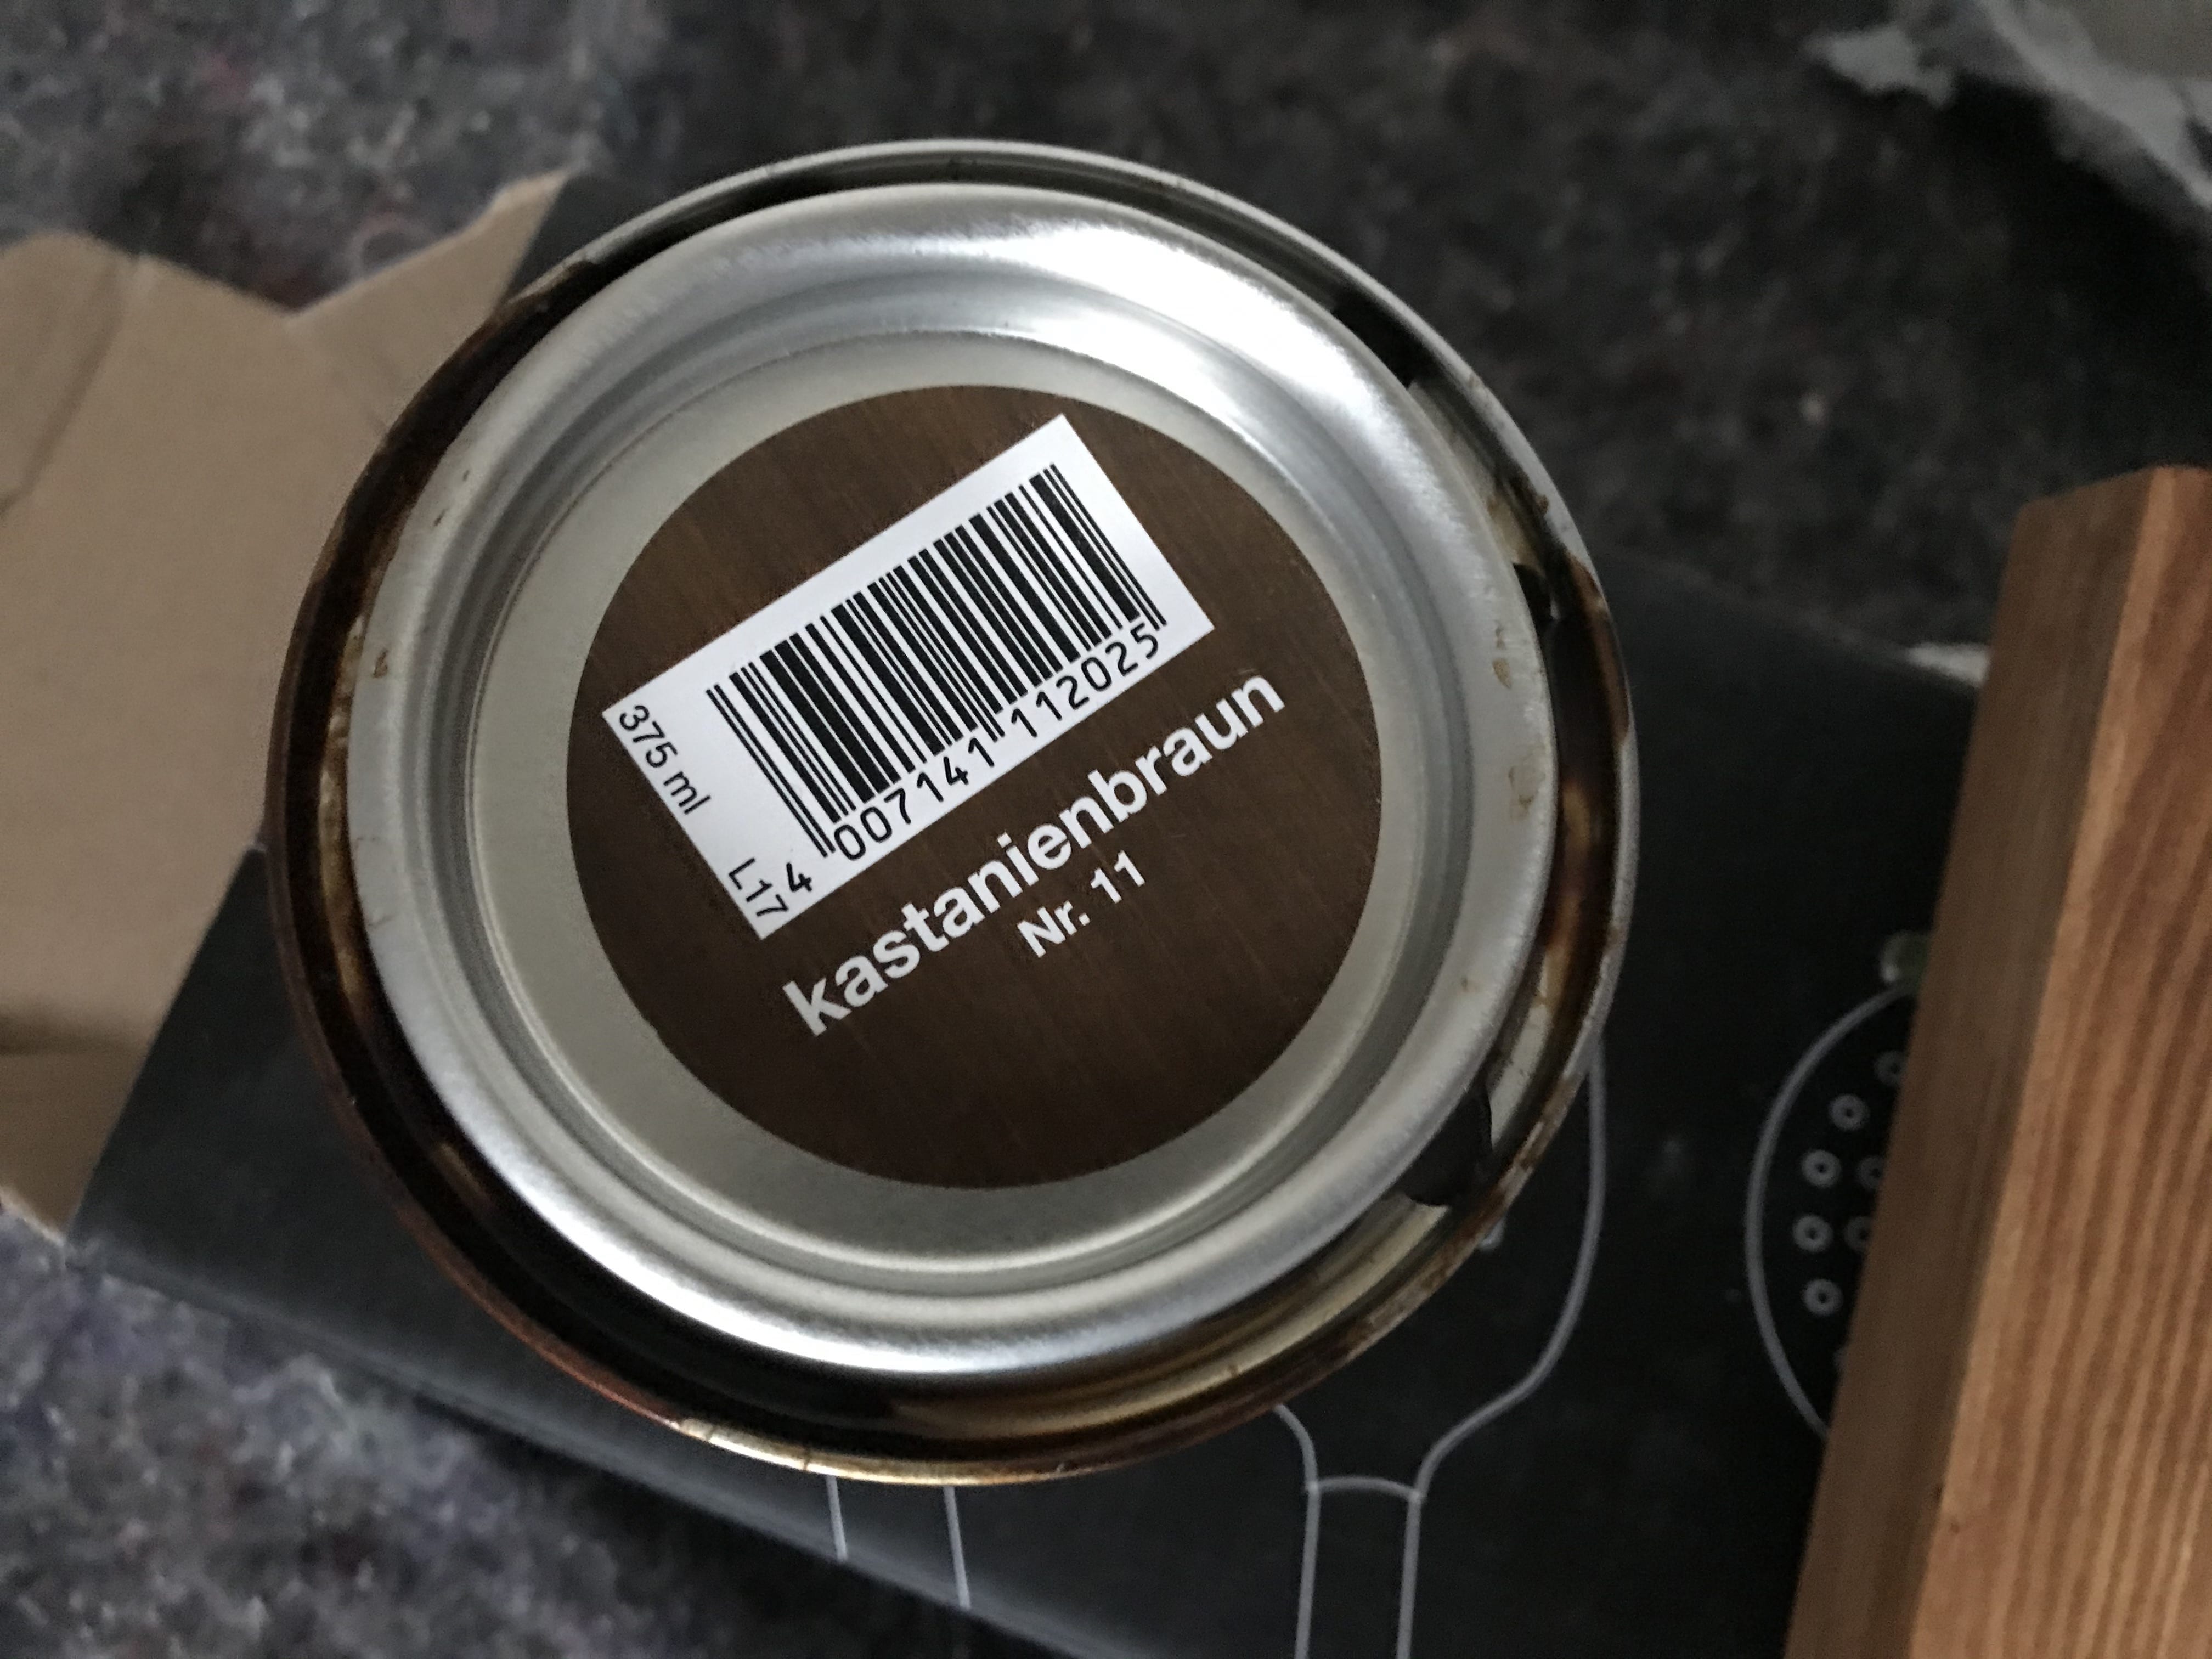 375 ml
L17
4 007141 112025
kastanienbraun
Nr. 11